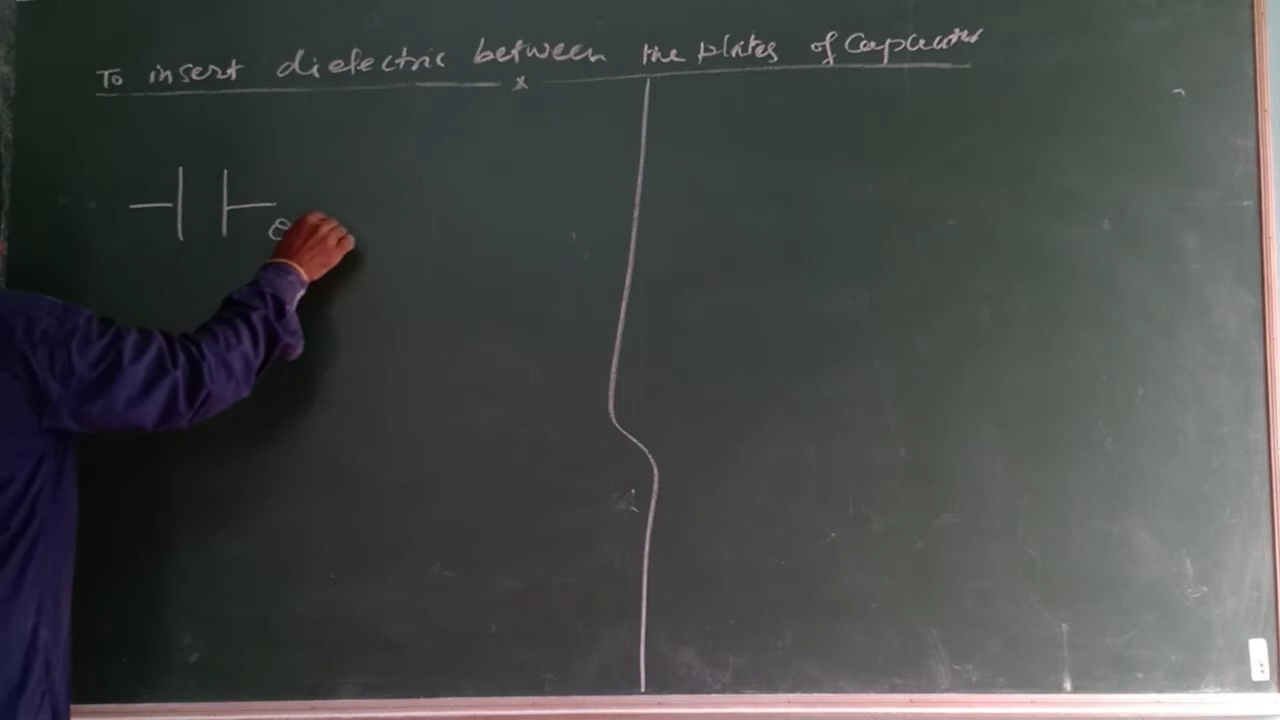 To insert dielectric between the plates of Capacitor